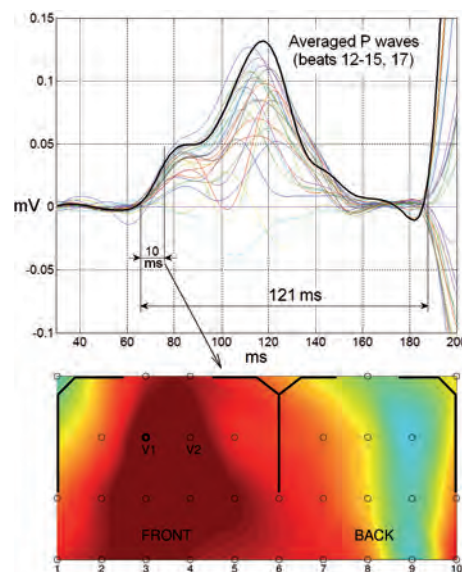 0.15
Averaged P waves
(beats 12-15, 17)
0.1
0.05
mV 0
-0.05
10
ms
121 ms
-0.1
40 60 80 100 120 140 160 180 200
ms
V1 V2
FRONT BACK
1 2 3 4 5 6 7 8 9 10